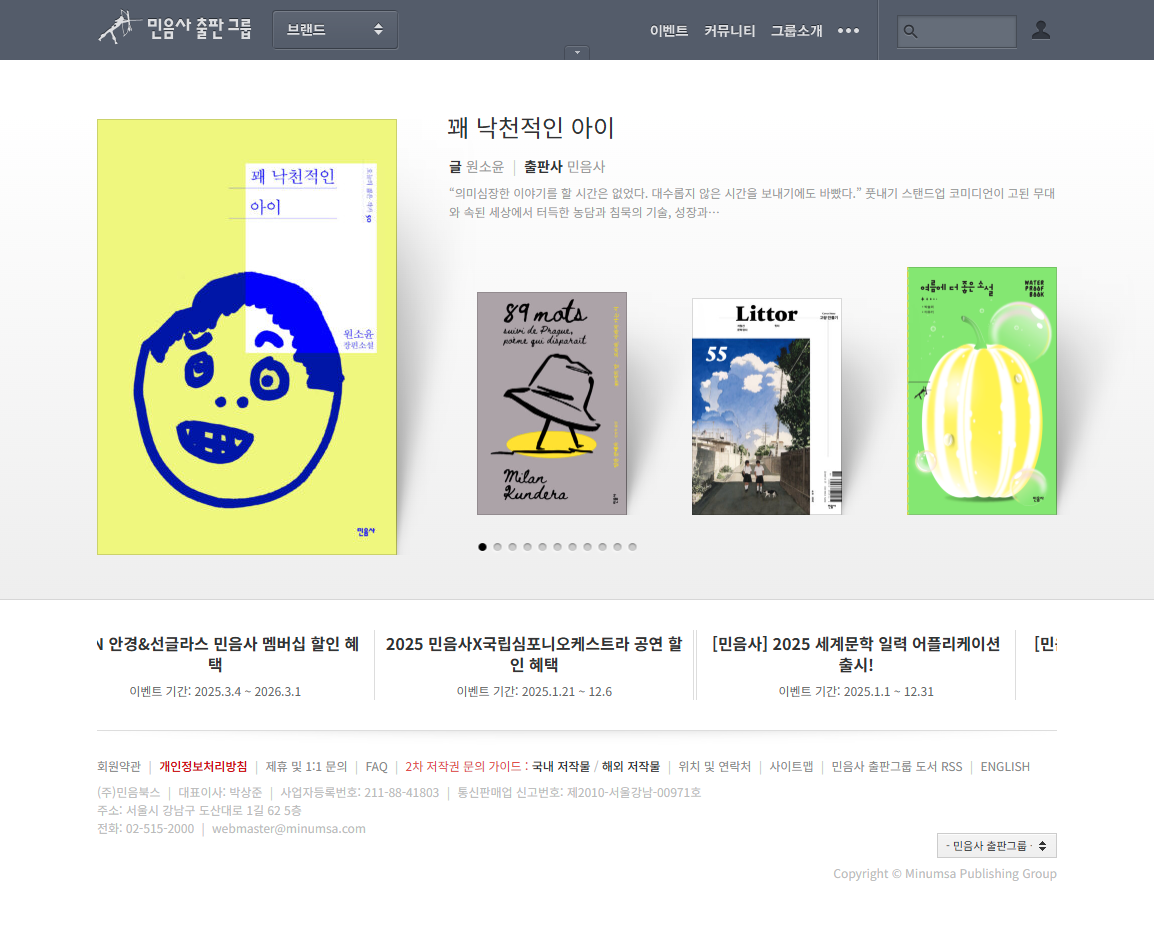 민음사 출판 그룹
브랜드
이벤트 커뮤니티 그룹소개
꽤 낙천적인
아이
오늘의 젊은 작가 50
원소윤
장편소설
민음사
꽤 낙천적인 아이
글 원소윤 | 출판사 민음사
“의미심장한 이야기를 할 시간은 없었다. 대수롭지 않은 시간을 보내기에도 바빴다.” 풋내기 스탠드업 코미디언이 고된 무대
와 속된 세상에서 터득한 농담과 침묵의 기술, 성장과…
89 mots
suivi de Prague,
poème qui disparaît
Milan
Kundera
Littor
55
여름에 더 좋은 소설
WATER
PROOF
BOOK
민음사
N 안경&선글라스 민음사 멤버십 할인 혜
택
이벤트 기간: 2025.3.4 ~ 2026.3.1
2025 민음사X국립심포니오케스트라 공연 할
인 혜택
이벤트 기간: 2025.1.21 ~ 12.6
[민음사] 2025 세계문학 일력 어플리케이션
출시!
이벤트 기간: 2025.1.1 ~ 12.31
[민
회원약관 | 개인정보처리방침 | 제휴 및 1:1 문의 | FAQ | 2차 저작권 문의 가이드 : 국내 저작물 / 해외 저작물 | 위치 및 연락처 | 사이트맵 | 민음사 출판그룹 도서 RSS | ENGLISH
(주)민음북스 | 대표이사: 박상준 | 사업자등록번호: 211-88-41803 | 통신판매업 신고번호: 제2010-서울강남-00971호
주소: 서울시 강남구 도산대로 1길 62 5층
전화: 02-515-2000 | webmaster@minumsa.com
- 민음사 출판그룹 -
Copyright © Minumsa Publishing Group